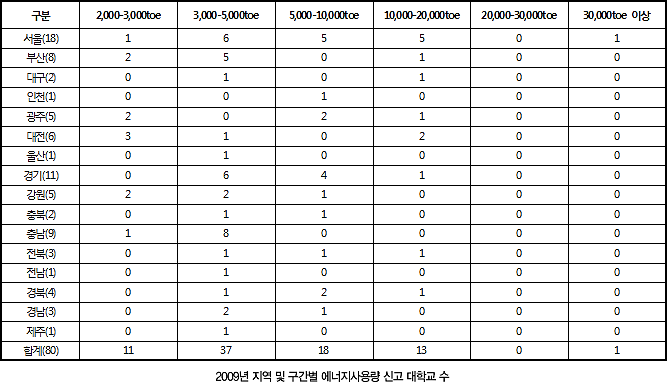 구분 2,000-3,000toe 3,000-5,000toe 5,000-10,000toe 10,000-20,000toe 20,000-30,000toe 30,000toe 이상
서울(18) 1 6 5 5 0 1
부산(8) 2 5 0 1 0 0
대구(2) 0 1 0 1 0 0
인천(1) 0 0 1 0 0 0
광주(5) 2 0 2 1 0 0
대전(6) 3 1 0 2 0 0
울산(1) 0 1 0 0 0 0
경기(11) 0 6 4 1 0 0
강원(5) 2 2 1 0 0 0
충북(2) 0 1 1 0 0 0
충남(9) 1 8 0 0 0 0
전북(3) 0 1 1 1 0 0
전남(1) 0 1 0 0 0 0
경북(4) 0 1 2 1 0 0
경남(3) 0 2 1 0 0 0
제주(1) 0 1 0 0 0 0
합계(80) 11 37 18 13 0 1
2009년 지역 및 구간별 에너지사용량 신고 대학교 수